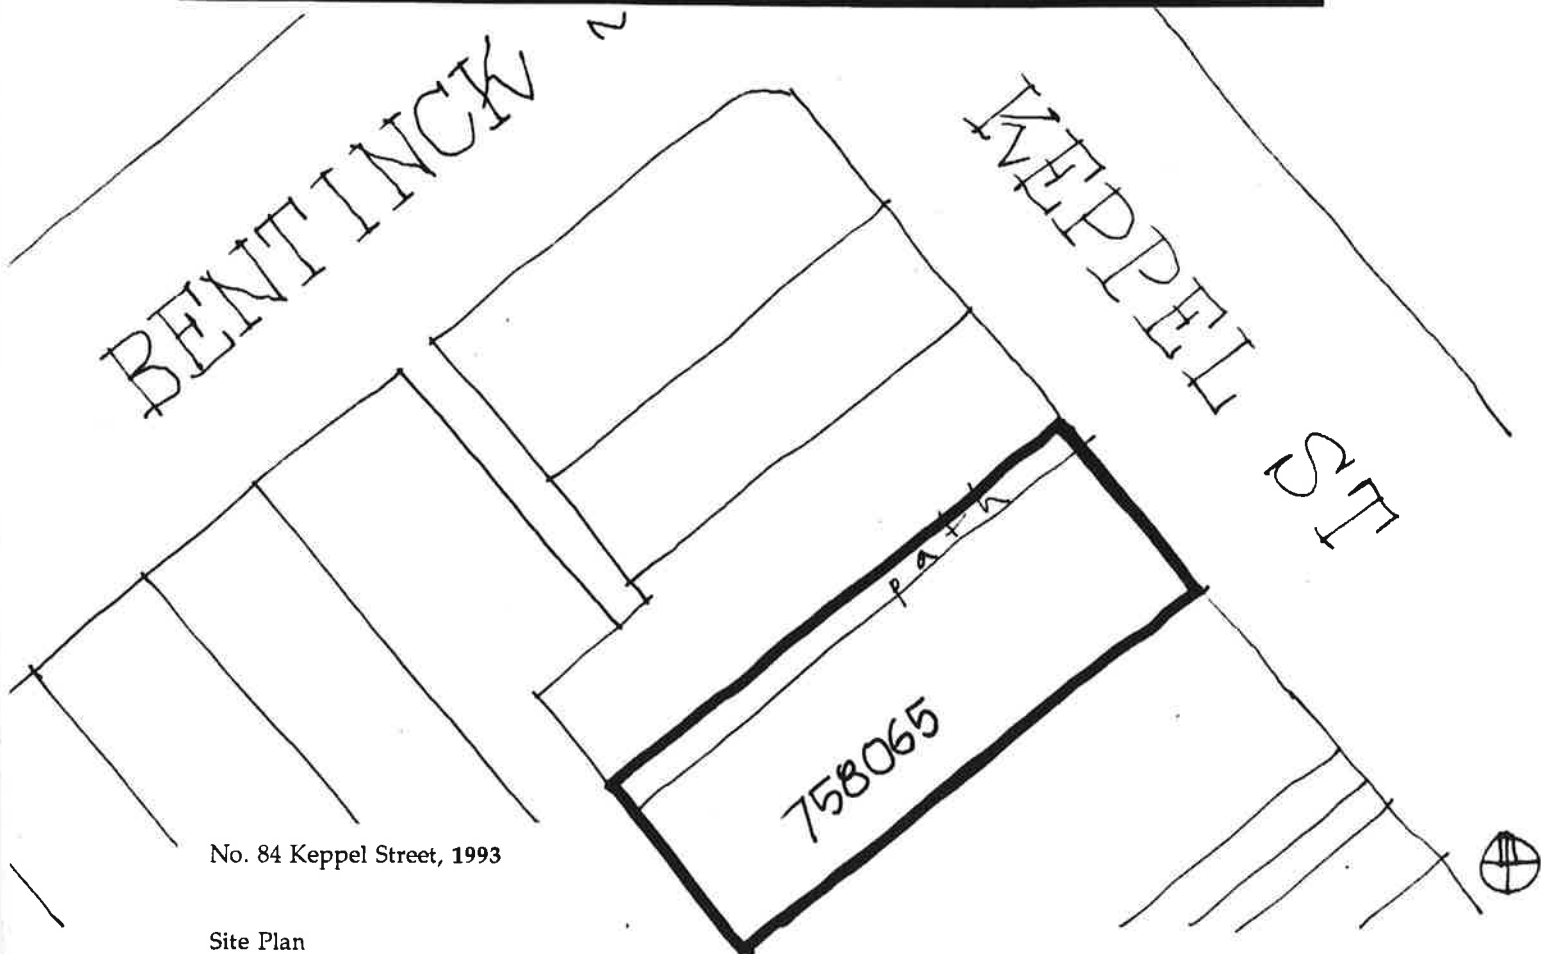 BENTINCK
KEPPEL ST
path
758065
No. 84 Keppel Street, 1993
Site Plan